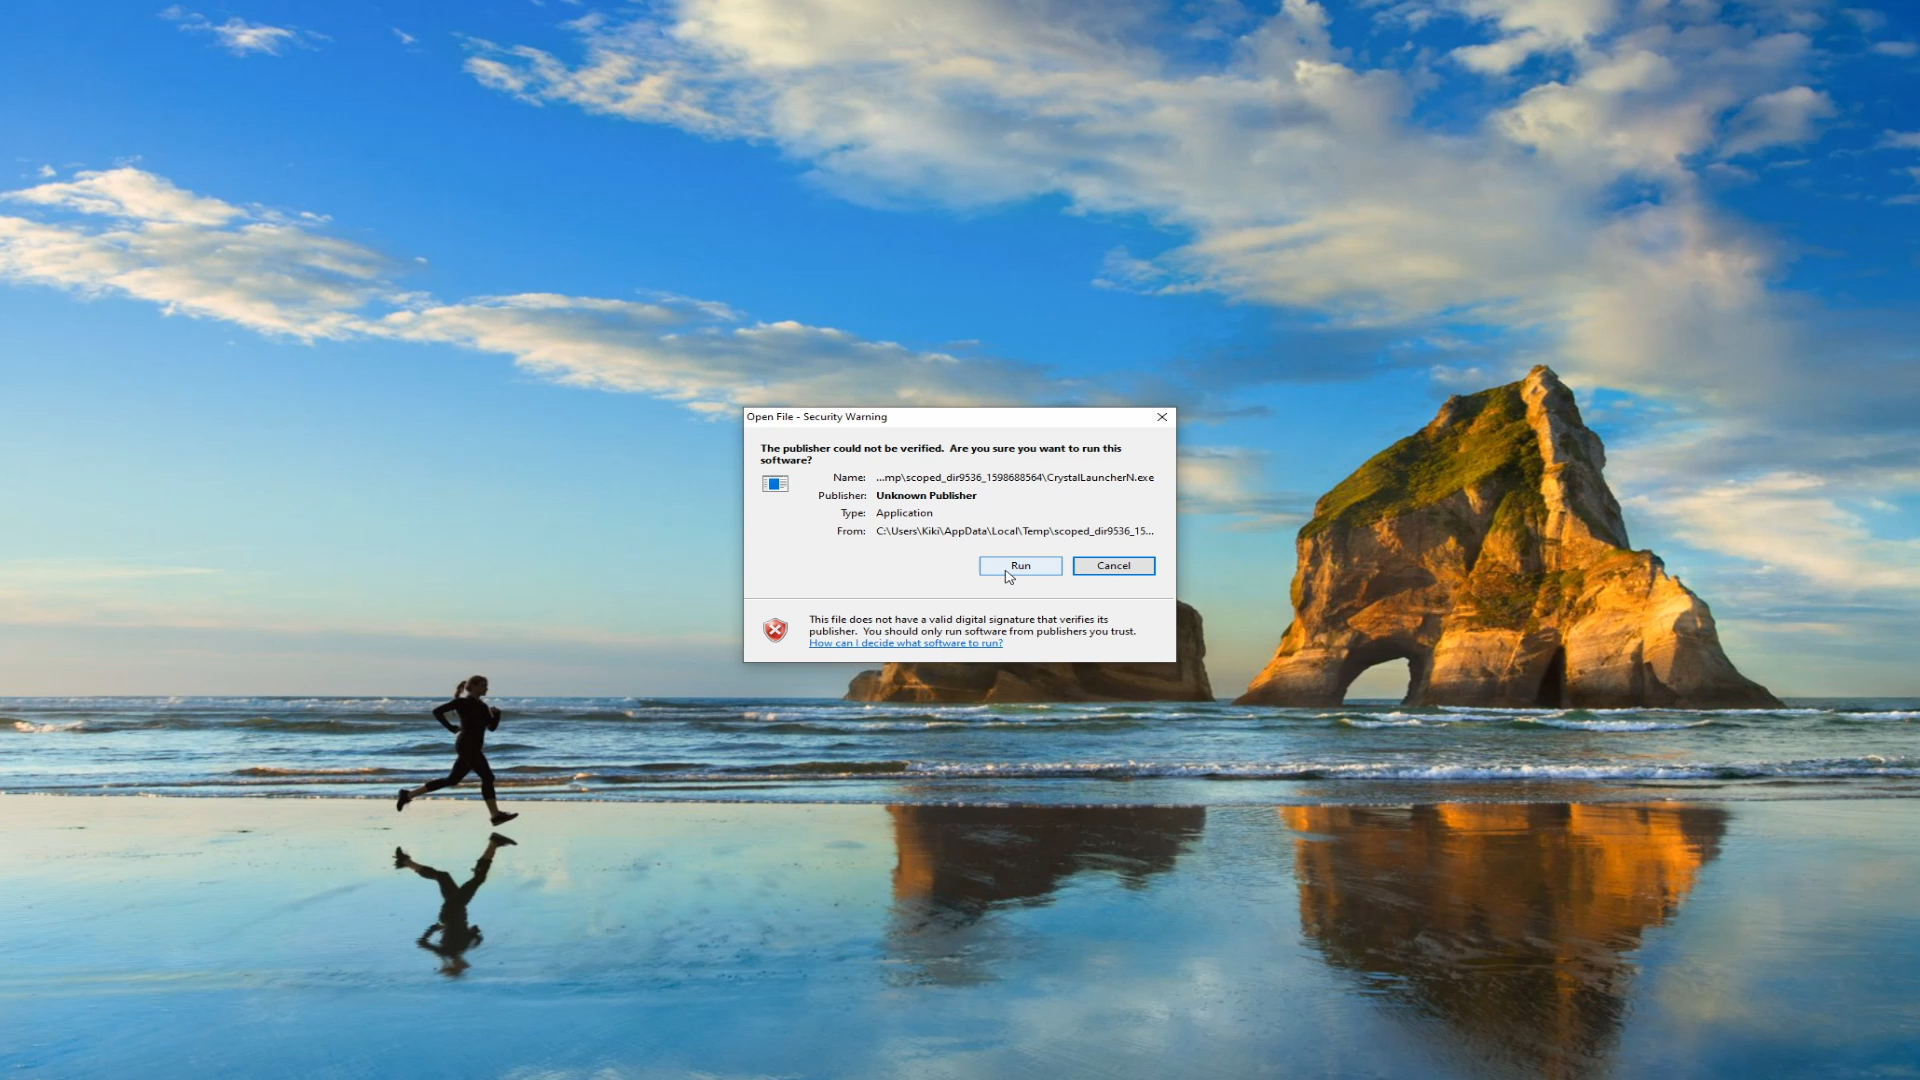 Open File - Security Warning
The publisher could not be verified. Are you sure you want to run this
software?
Name: ...mp\scoped_dir9536_1598688564\CrystalLauncherN.exe
Publisher: Unknown Publisher
Type: Application
From: C:\Users\Kiki\AppData\Local\Temp\scoped_dir9536_15...
Run Cancel
This file does not have a valid digital signature that verifies its
publisher. You should only run software from publishers you trust.
How can I decide what software to run?